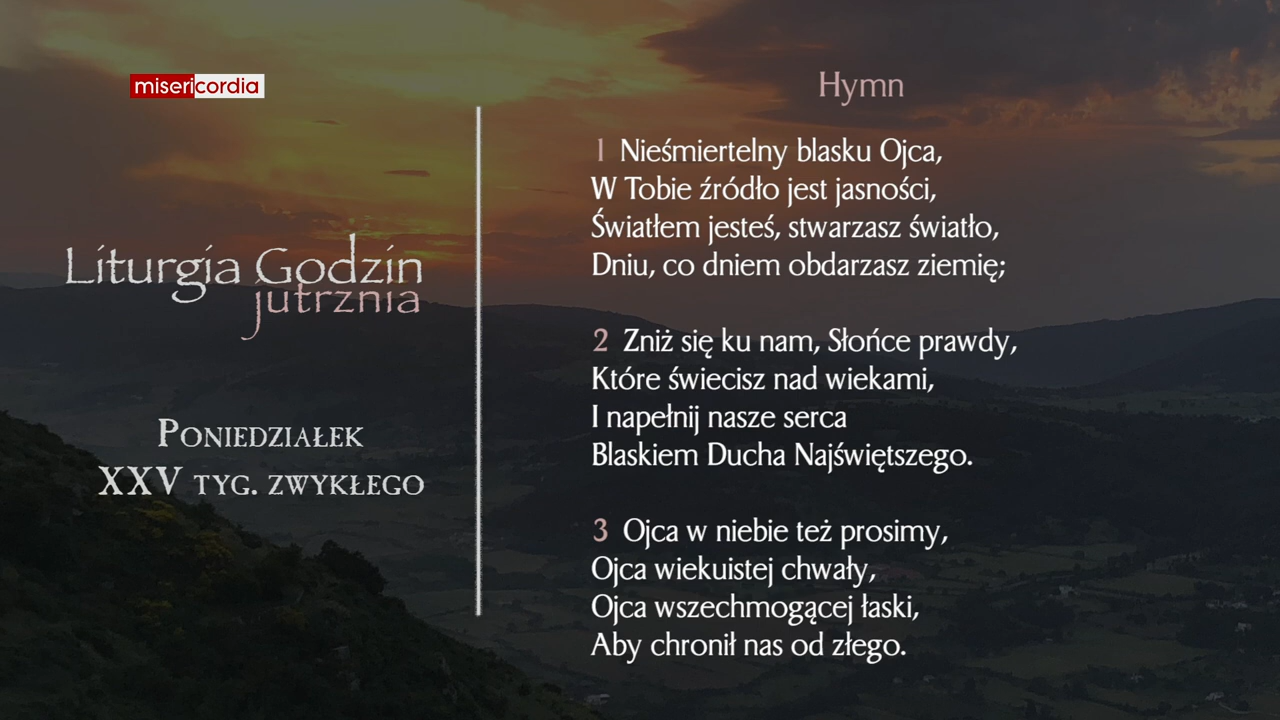 misericordia
Liturgia Godzin
jutrznia
Poniedziałek
XXV tyg. zwykłego
Hymn
1 Nieśmiertelny blasku Ojca,
W Tobie źródło jest jasności,
Światłem jesteś, stwarzasz światło,
Dniu, co dniem obdarzasz ziemię;
2 Zniż się ku nam, Słońce prawdy,
Które świecisz nad wiekami,
I napełnij nasze serca
Blaskiem Ducha Najświętszego.
3 Ojca w niebie też prosimy,
Ojca wiekuistej chwały,
Ojca wszechmogącej łaski,
Aby chronił nas od złego.